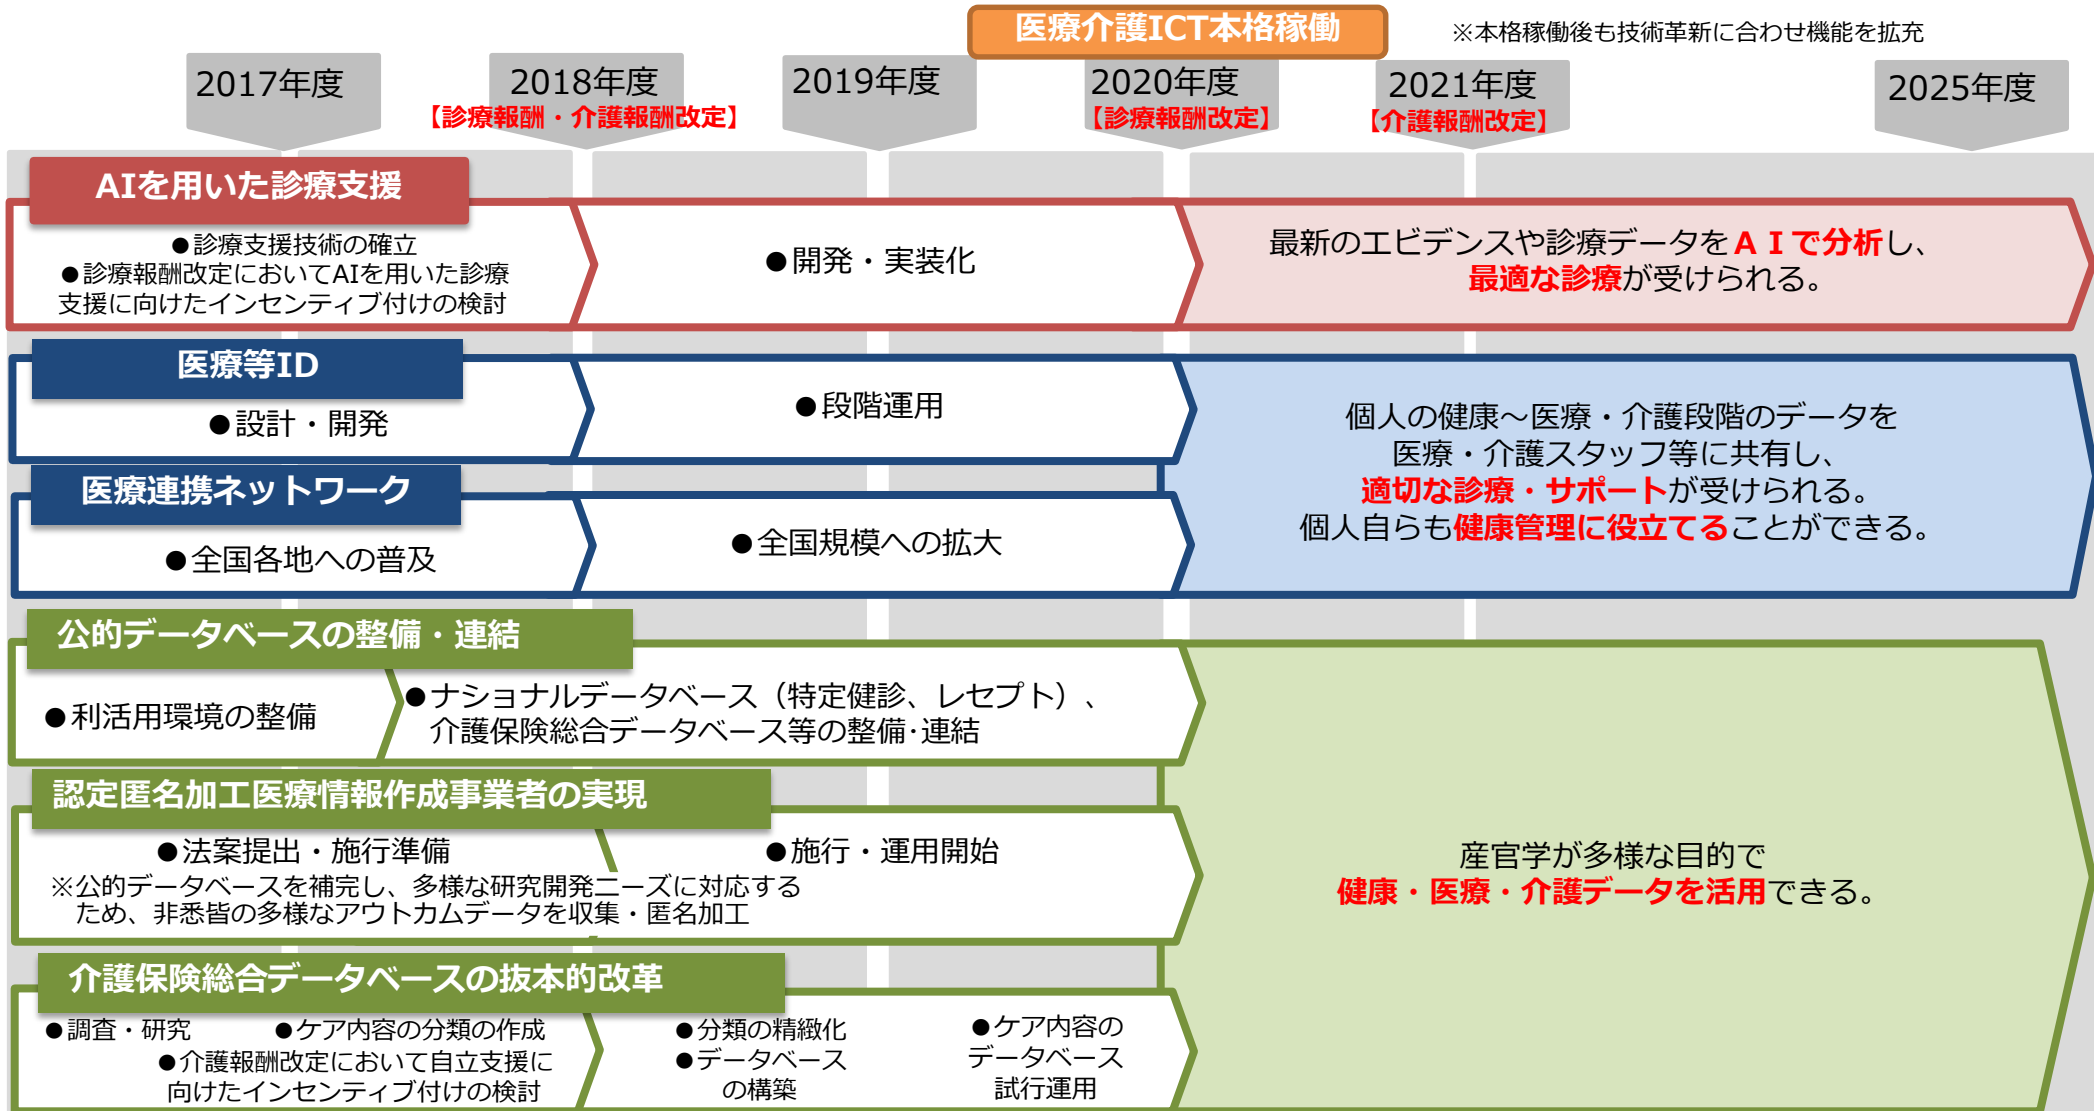 医療介護ICT本格稼働
※本格稼働後も技術革新に合わせ機能を拡充
2017年度
2018年度
【診療報酬・介護報酬改定】
2019年度
2020年度
【診療報酬改定】
2021年度
【介護報酬改定】
2025年度
AIを用いた診療支援
●診療支援技術の確立
●診療報酬改定においてAIを用いた診療
支援に向けたインセンティブ付けの検討
●開発・実装化
最新のエビデンスや診療データをＡＩで分析し、
最適な診療が受けられる。
医療等ID
●設計・開発
●段階運用
医療連携ネットワーク
●全国各地への普及
●全国規模への拡大
個人の健康～医療・介護段階のデータを
医療・介護スタッフ等に共有し、
適切な診療・サポートが受けられる。
個人自らも健康管理に役立てることができる。
公的データベースの整備・連結
●利活用環境の整備
●ナショナルデータベース（特定健診、レセプト）、
介護保険総合データベース等の整備･連結
認定匿名加工医療情報作成事業者の実現
●法案提出・施行準備
●施行・運用開始
※公的データベースを補完し、多様な研究開発ニーズに対応する
ため、非悉皆の多様なアウトカムデータを収集・匿名加工
産官学が多様な目的で
健康・医療・介護データを活用できる。
介護保険総合データベースの抜本的改革
●調査・研究
●ケア内容の分類の作成
●介護報酬改定において自立支援に
向けたインセンティブ付けの検討
●分類の精緻化
●データベース
の構築
●ケア内容の
データベース
試行運用